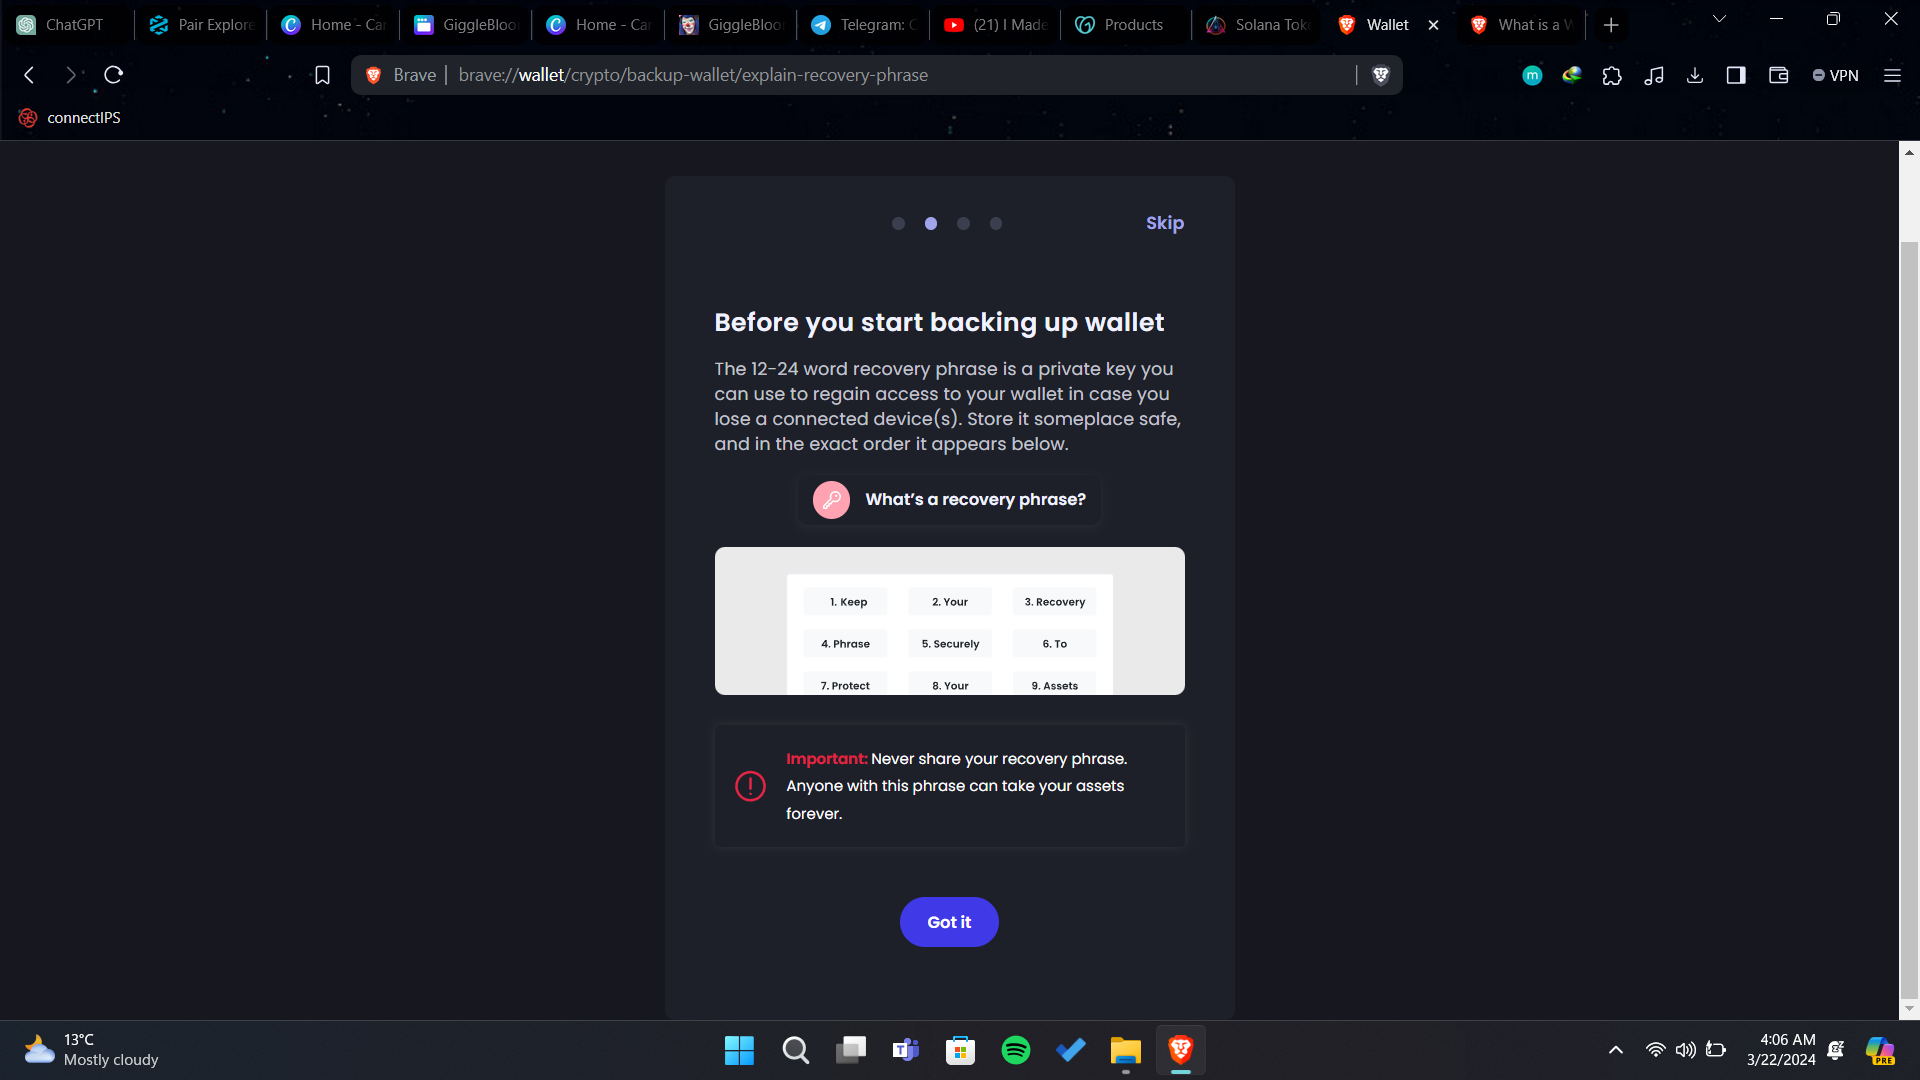 ChatGPT
Pair Explore
Home - Ca
GiggleBloo
Home - Ca
GiggleBloo
Telegram: C
(21) I Made
Products
Solana Tok
Wallet
What is a W
Brave
brave://wallet/crypto/backup-wallet/explain-recovery-phrase
VPN
connectIPS
Skip
Before you start backing up wallet
The 12-24 word recovery phrase is a private key you
can use to regain access to your wallet in case you
lose a connected device(s). Store it someplace safe,
and in the exact order it appears below.
What's a recovery phrase?
1. Keep
2. Your
3. Recovery
4. Phrase
5. Securely
6. To
7. Protect
8. Your
9. Assets
Important: Never share your recovery phrase.
Anyone with this phrase can take your assets
forever.
Got it
13°C
Mostly cloudy
4:06 AM
3/22/2024
PRE